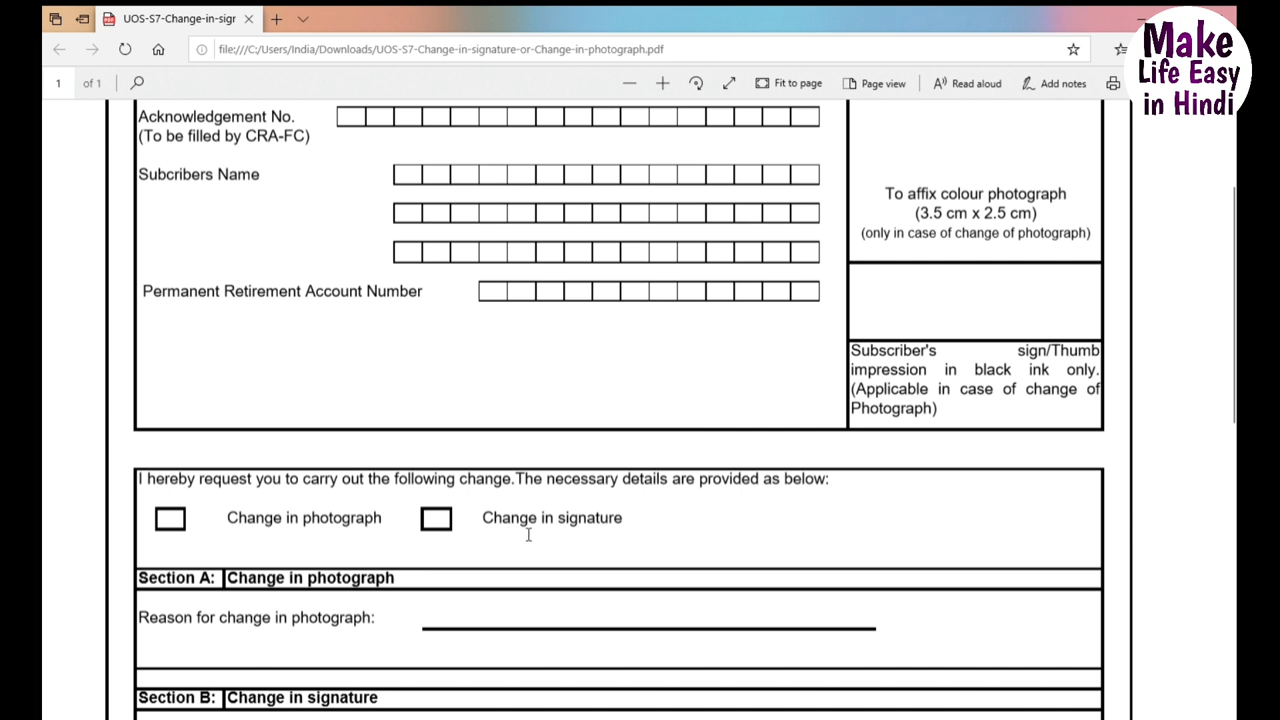 UOS-S7-Change-in-sigr
file:///C:/Users/India/Downloads/UOS-S7-Change-in-signature-or-Change-in-photograph.pdf
1 of 1
Fit to page
Page view
Read aloud
Add notes
Make
Life Easy
in Hindi
Acknowledgement No.
(To be filled by CRA-FC)
Subcribers Name
Permanent Retirement Account Number
To affix colour photograph
(3.5 cm x 2.5 cm)
(only in case of change of photograph)
Subscriber's sign/Thumb
impression in black ink only.
(Applicable in case of change of
Photograph)
I hereby request you to carry out the following change.The necessary details are provided as below:
Change in photograph
Change in signature
Section A: Change in photograph
Reason for change in photograph:
Section B: Change in signature